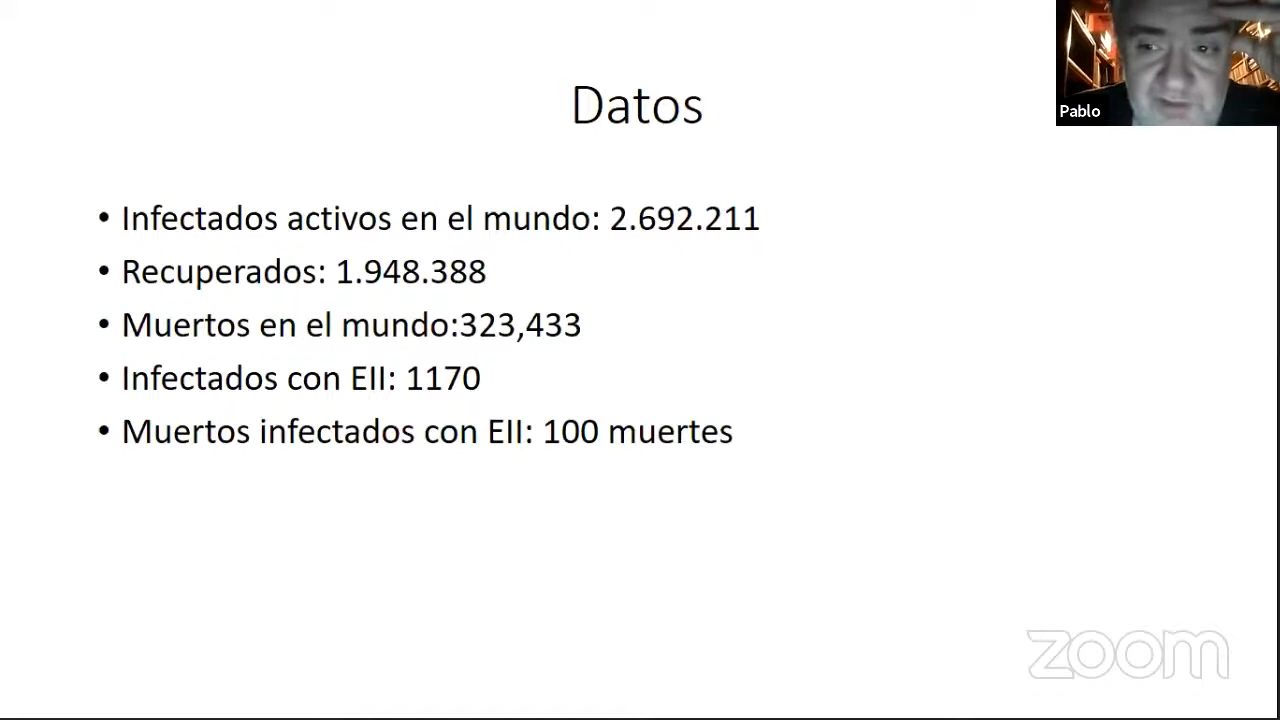 Datos
Pablo
• Infectados activos en el mundo: 2.692.211
• Recuperados: 1.948.388
• Muertos en el mundo:323,433
• Infectados con EII: 1170
• Muertos infectados con EII: 100 muertes
zoom